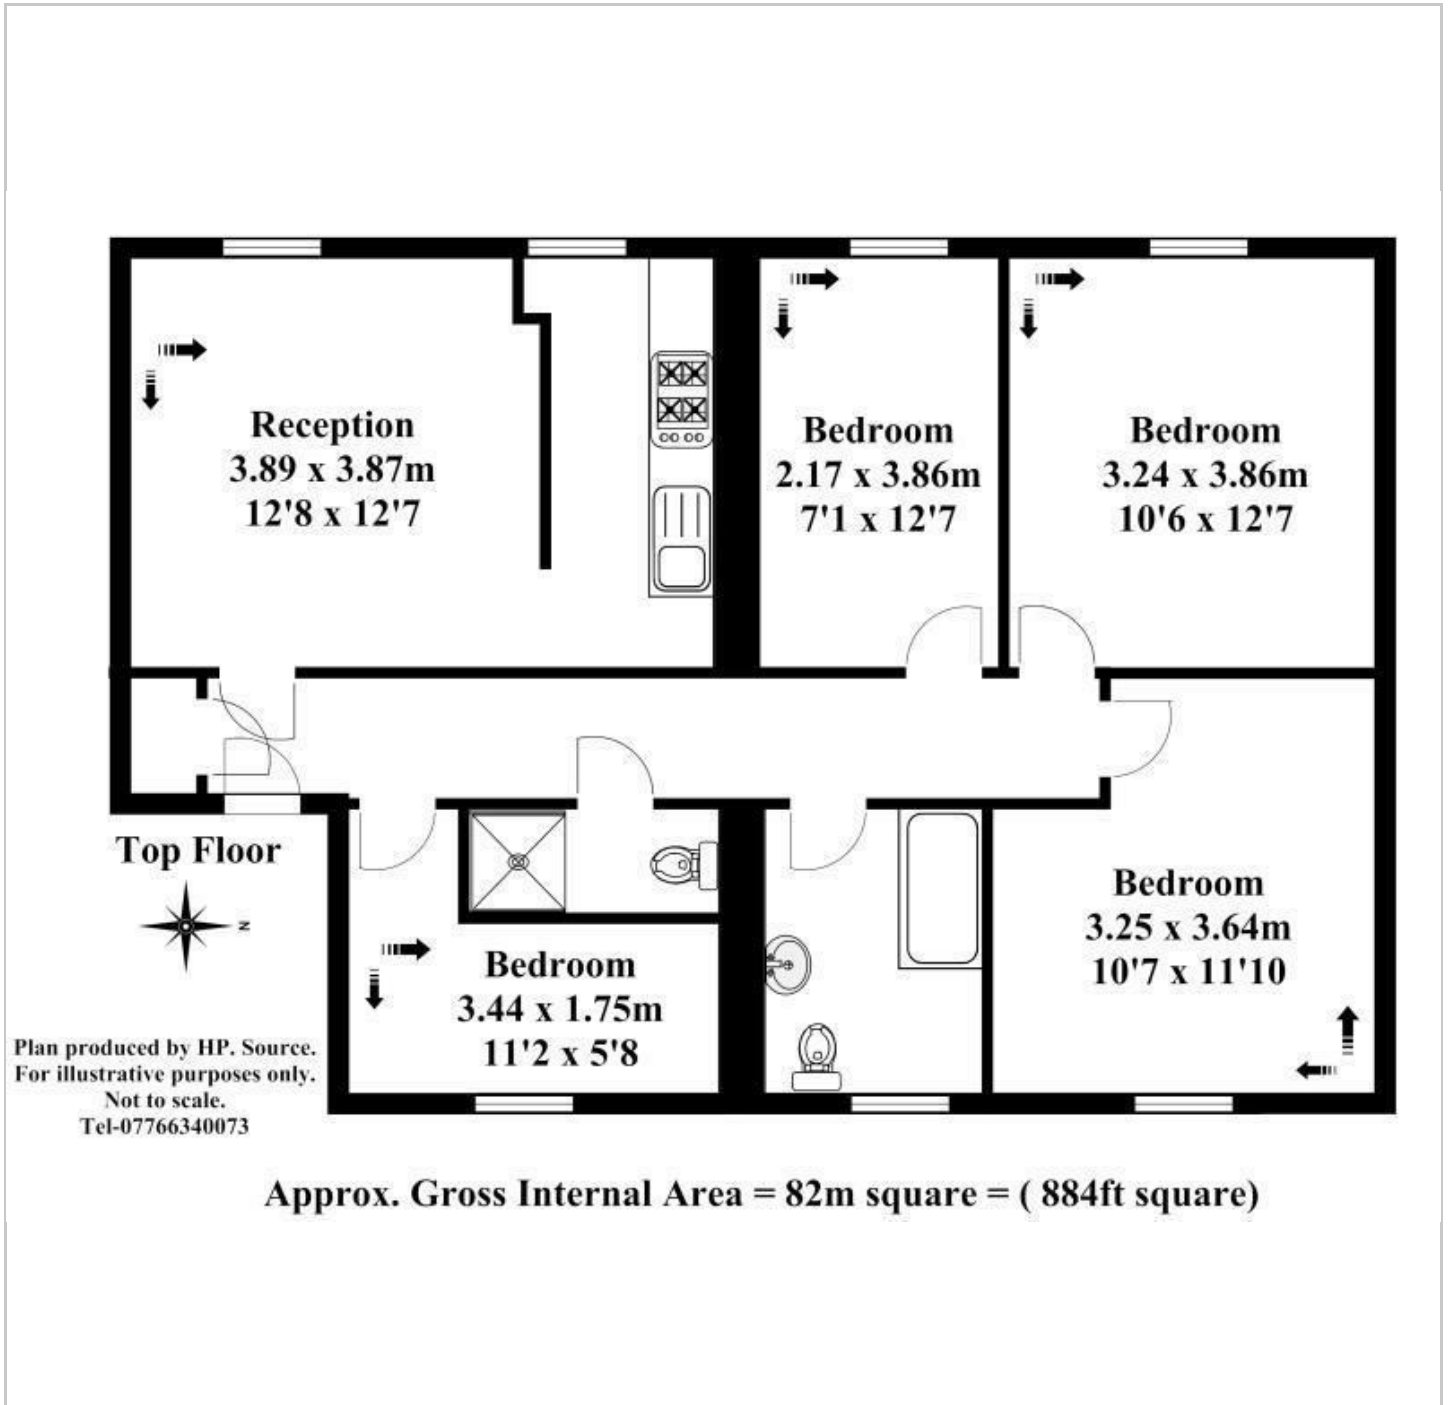 Reception
3.89 x 3.87m
12'8 x 12'7
Bedroom
2.17 x 3.86m
7'1 x 12'7
Bedroom
3.24 x 3.86m
10'6 x 12'7
Top Floor
N
Bedroom
3.44 x 1.75m
11'2 x 5'8
Bedroom
3.25 x 3.64m
10'7 x 11'10
Plan produced by HP. Source.
For illustrative purposes only.
Not to scale.
Tel-07766340073
Approx. Gross Internal Area = 82m square = ( 884ft square)